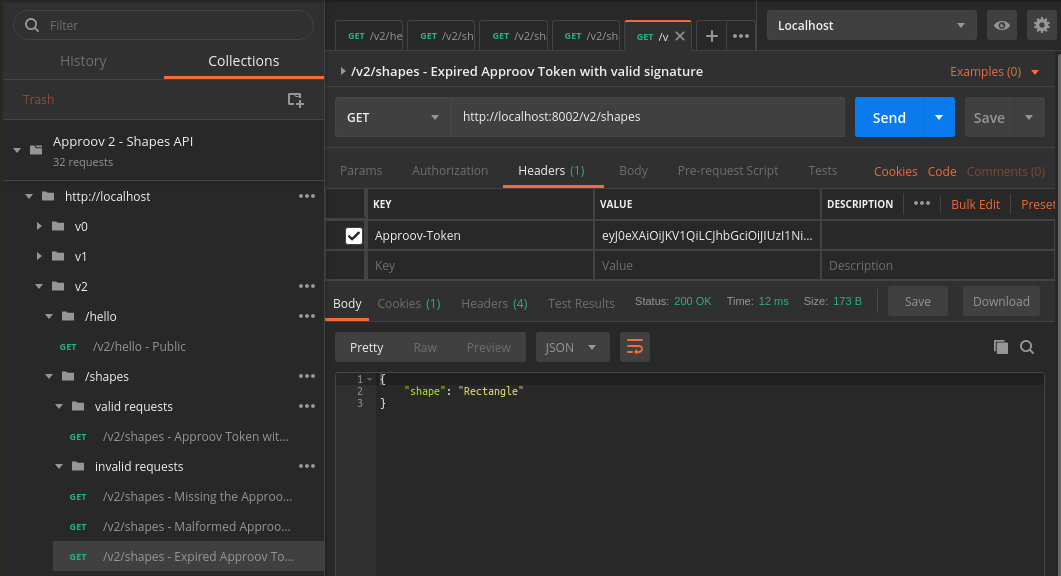 Filter
History Collections
Trash
Approov 2 - Shapes API
32 requests
http://localhost
v0
v1
v2
/hello
GET /v2/hello - Public
/shapes
valid requests
GET /v2/shapes - Approov Token wit...
invalid requests
GET /v2/shapes - Missing the Approo...
GET /v2/shapes - Malformed Approo...
GET /v2/shapes - Expired Approov To...
GET /v2/he GET /v2/sh GET /v2/sh GET /v2/sh GET /v
Localhost
/v2/shapes - Expired Approov Token with valid signature
Examples (0)
GET http://localhost:8002/v2/shapes Send Save
Params Authorization Headers (1) Body Pre-request Script Tests Cookies Code Comments (0)
KEY VALUE DESCRIPTION Bulk Edit Preset
Approov-Token eyJ0eXAiOiJKV1QiLCJhbGciOiJIUzI1Ni...
Key Value Description
Body Cookies (1) Headers (4) Test Results Status: 200 OK Time: 12 ms Size: 173 B Save Download
Pretty Raw Preview JSON
1 {
2 "shape": "Rectangle"
3 }